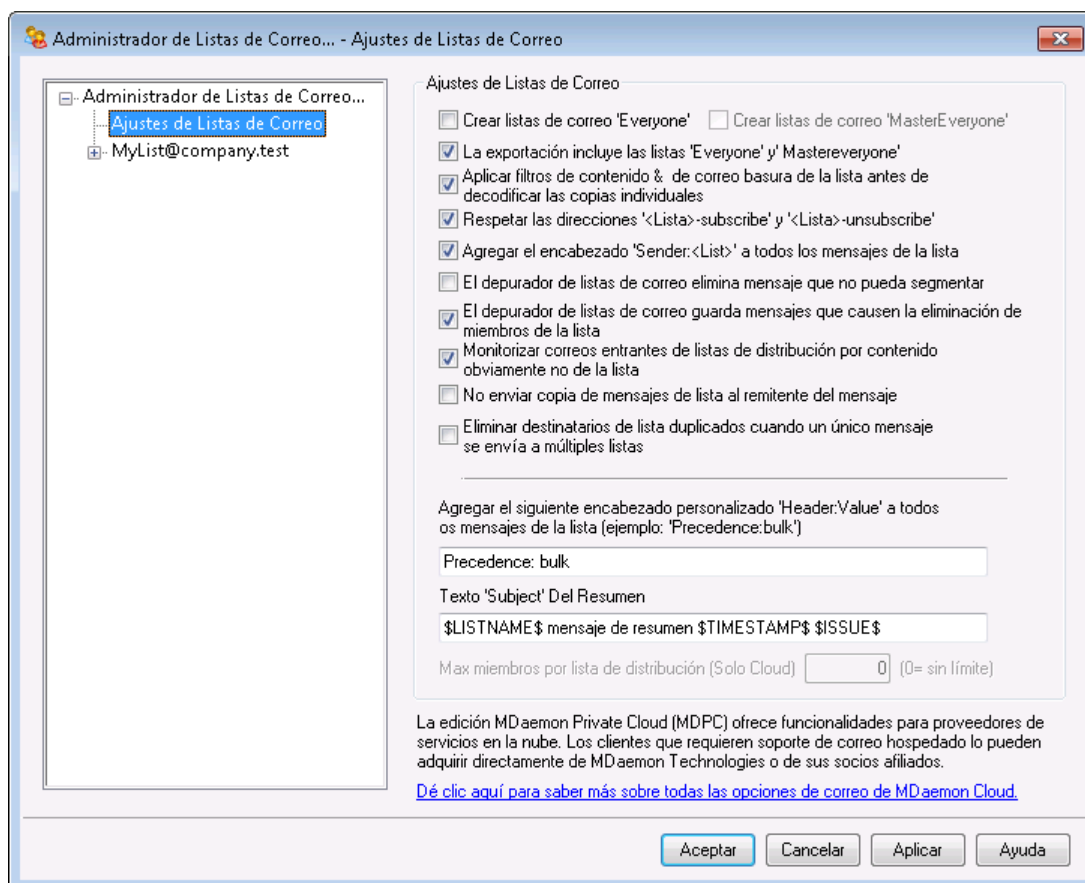 Administrador de Listas de Correo... - Ajustes de Listas de Correo
Administrador de Listas de Correo...
Ajustes de Listas de Correo
MyList@company.test
Ajustes de Listas de Correo
Crear listas de correo 'Everyone' Crear listas de correo 'MasterEveryone'
La exportación incluye las listas 'Everyone' y' Mastereveryone'
Aplicar filtros de contenido & de correo basura de la lista antes de
decodificar las copias individuales
Respetar las direcciones '<Lista>-subscribe' y '<Lista>-unsubscribe'
Agregar el encabezado 'Sender:<List>' a todos los mensajes de la lista
El depurador de listas de correo elimina mensaje que no pueda segmentar
El depurador de listas de correo guarda mensajes que causen la eliminación de
miembros de la lista
Monitorizar correos entrantes de listas de distribución por contenido
obviamente no de la lista
No enviar copia de mensajes de lista al remitente del mensaje
Eliminar destinatarios de lista duplicados cuando un único mensaje
se envía a múltiples listas
Agregar el siguiente encabezado personalizado 'Header:Value' a todos
os mensajes de la lista (ejemplo: 'Precedence:bulk')
Precedence: bulk
Texto 'Subject' Del Resumen
$LISTNAME$ mensaje de resumen $TIMESTAMP$ $ISSUE$
Max miembros por lista de distribución (Solo Cloud) 0 (0= sin límite)
La edición MDaemon Private Cloud (MDPC) ofrece funcionalidades para proveedores de
servicios en la nube. Los clientes que requieren soporte de correo hospedado lo pueden
adquirir directamente de MDaemon Technologies o de sus socios afiliados.
Dé clic aquí para saber más sobre todas las opciones de correo de MDaemon Cloud.
Aceptar Cancelar Aplicar Ayuda